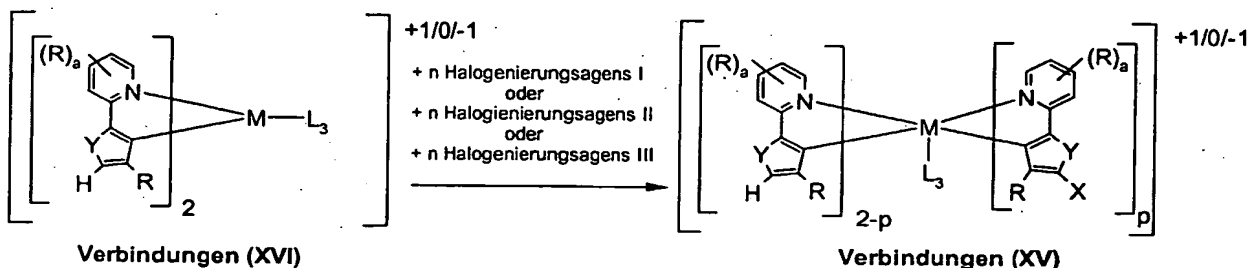 +1/0/-1
(R)a
N
M
L3
Y
H
R
2
+ n Halogenierungsagens I
oder
+ n Halogienierungsagens II
oder
+ n Halogenierungsagens III
+1/0/-1
(R)a
N
M
N
(R)a
Y
L3
Y
H
R
R
X
2-p
p
Verbindungen (XVI)
Verbindungen (XV)